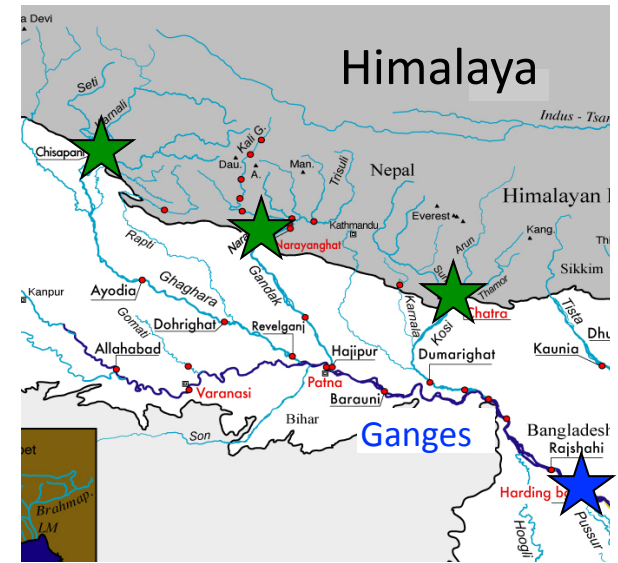 a Devi
Himalaya
Seti
Karnali
Indus - Tsan
Chisapani
Kali G.
Dau.
A.
Man.
Trisuli
Nepal
Himalayan
Everest
Kang.
Arun
Kathmandu
Narayanghat
Rapti
Sikkim
Thamor
Chatra
Kanpur
Ayodia
Ghaghara
Gandak
Kamala
Kosi
Tista
Gomati
Dohrighat
Revelganj
Dhu
Kaunia
Allahabad
Hajipur
Dumarighat
Varanasi
Patna
Barauni
Bihar
Ganges
Son
Bangladesh
Rajshahi
Harding
Hoogli
Pussur
Brahmap.
LM